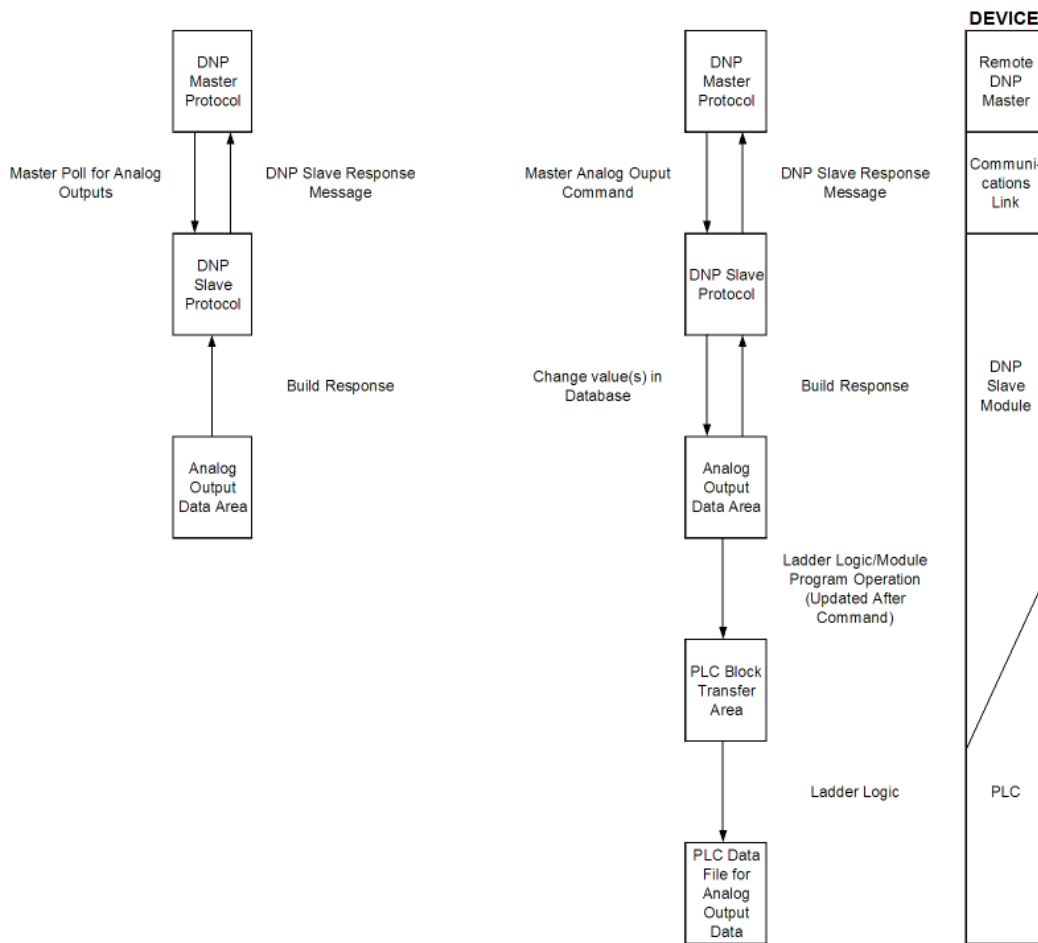 DEVICE
DNP
Master
Protocol
Master Poll for Analog
Outputs
DNP Slave Response
Message
DNP
Slave
Protocol
Build Response
Analog
Output
Data Area
DNP
Master
Protocol
Master Analog Ouput
Command
DNP Slave Response
Message
DNP Slave
Protocol
Change value(s) in
Database
Build Response
Analog
Output
Data Area
Ladder Logic/Module
Program Operation
(Updated After
Command)
PLC Block
Transfer
Area
Ladder Logic
PLC Data
File for
Analog
Output
Data
Remote
DNP
Master
Communi-
cations
Link
DNP
Slave
Module
PLC